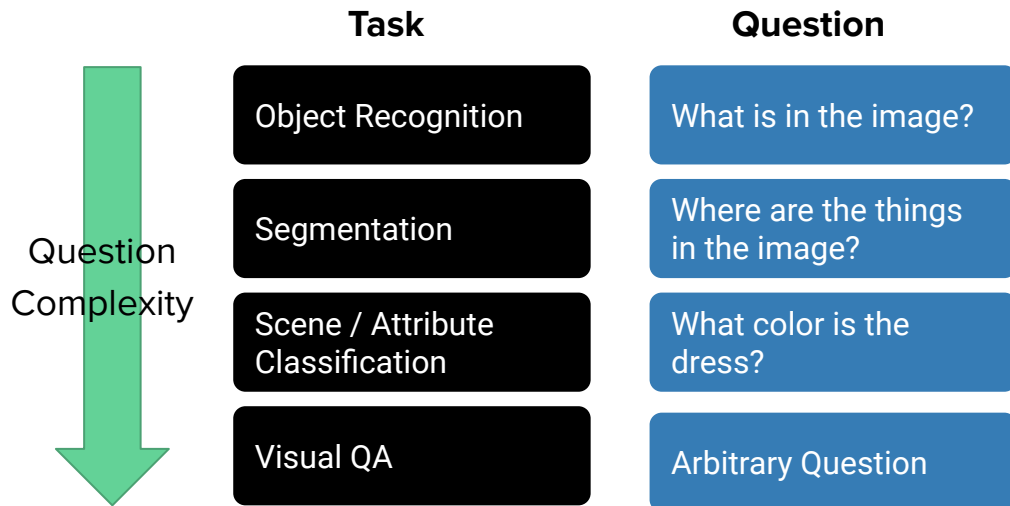 Task
Question
Object Recognition
What is in the image?
Segmentation
Where are the things
in the image?
Question
Complexity
Scene / Attribute
Classification
What color is the
dress?
Visual QA
Arbitrary Question